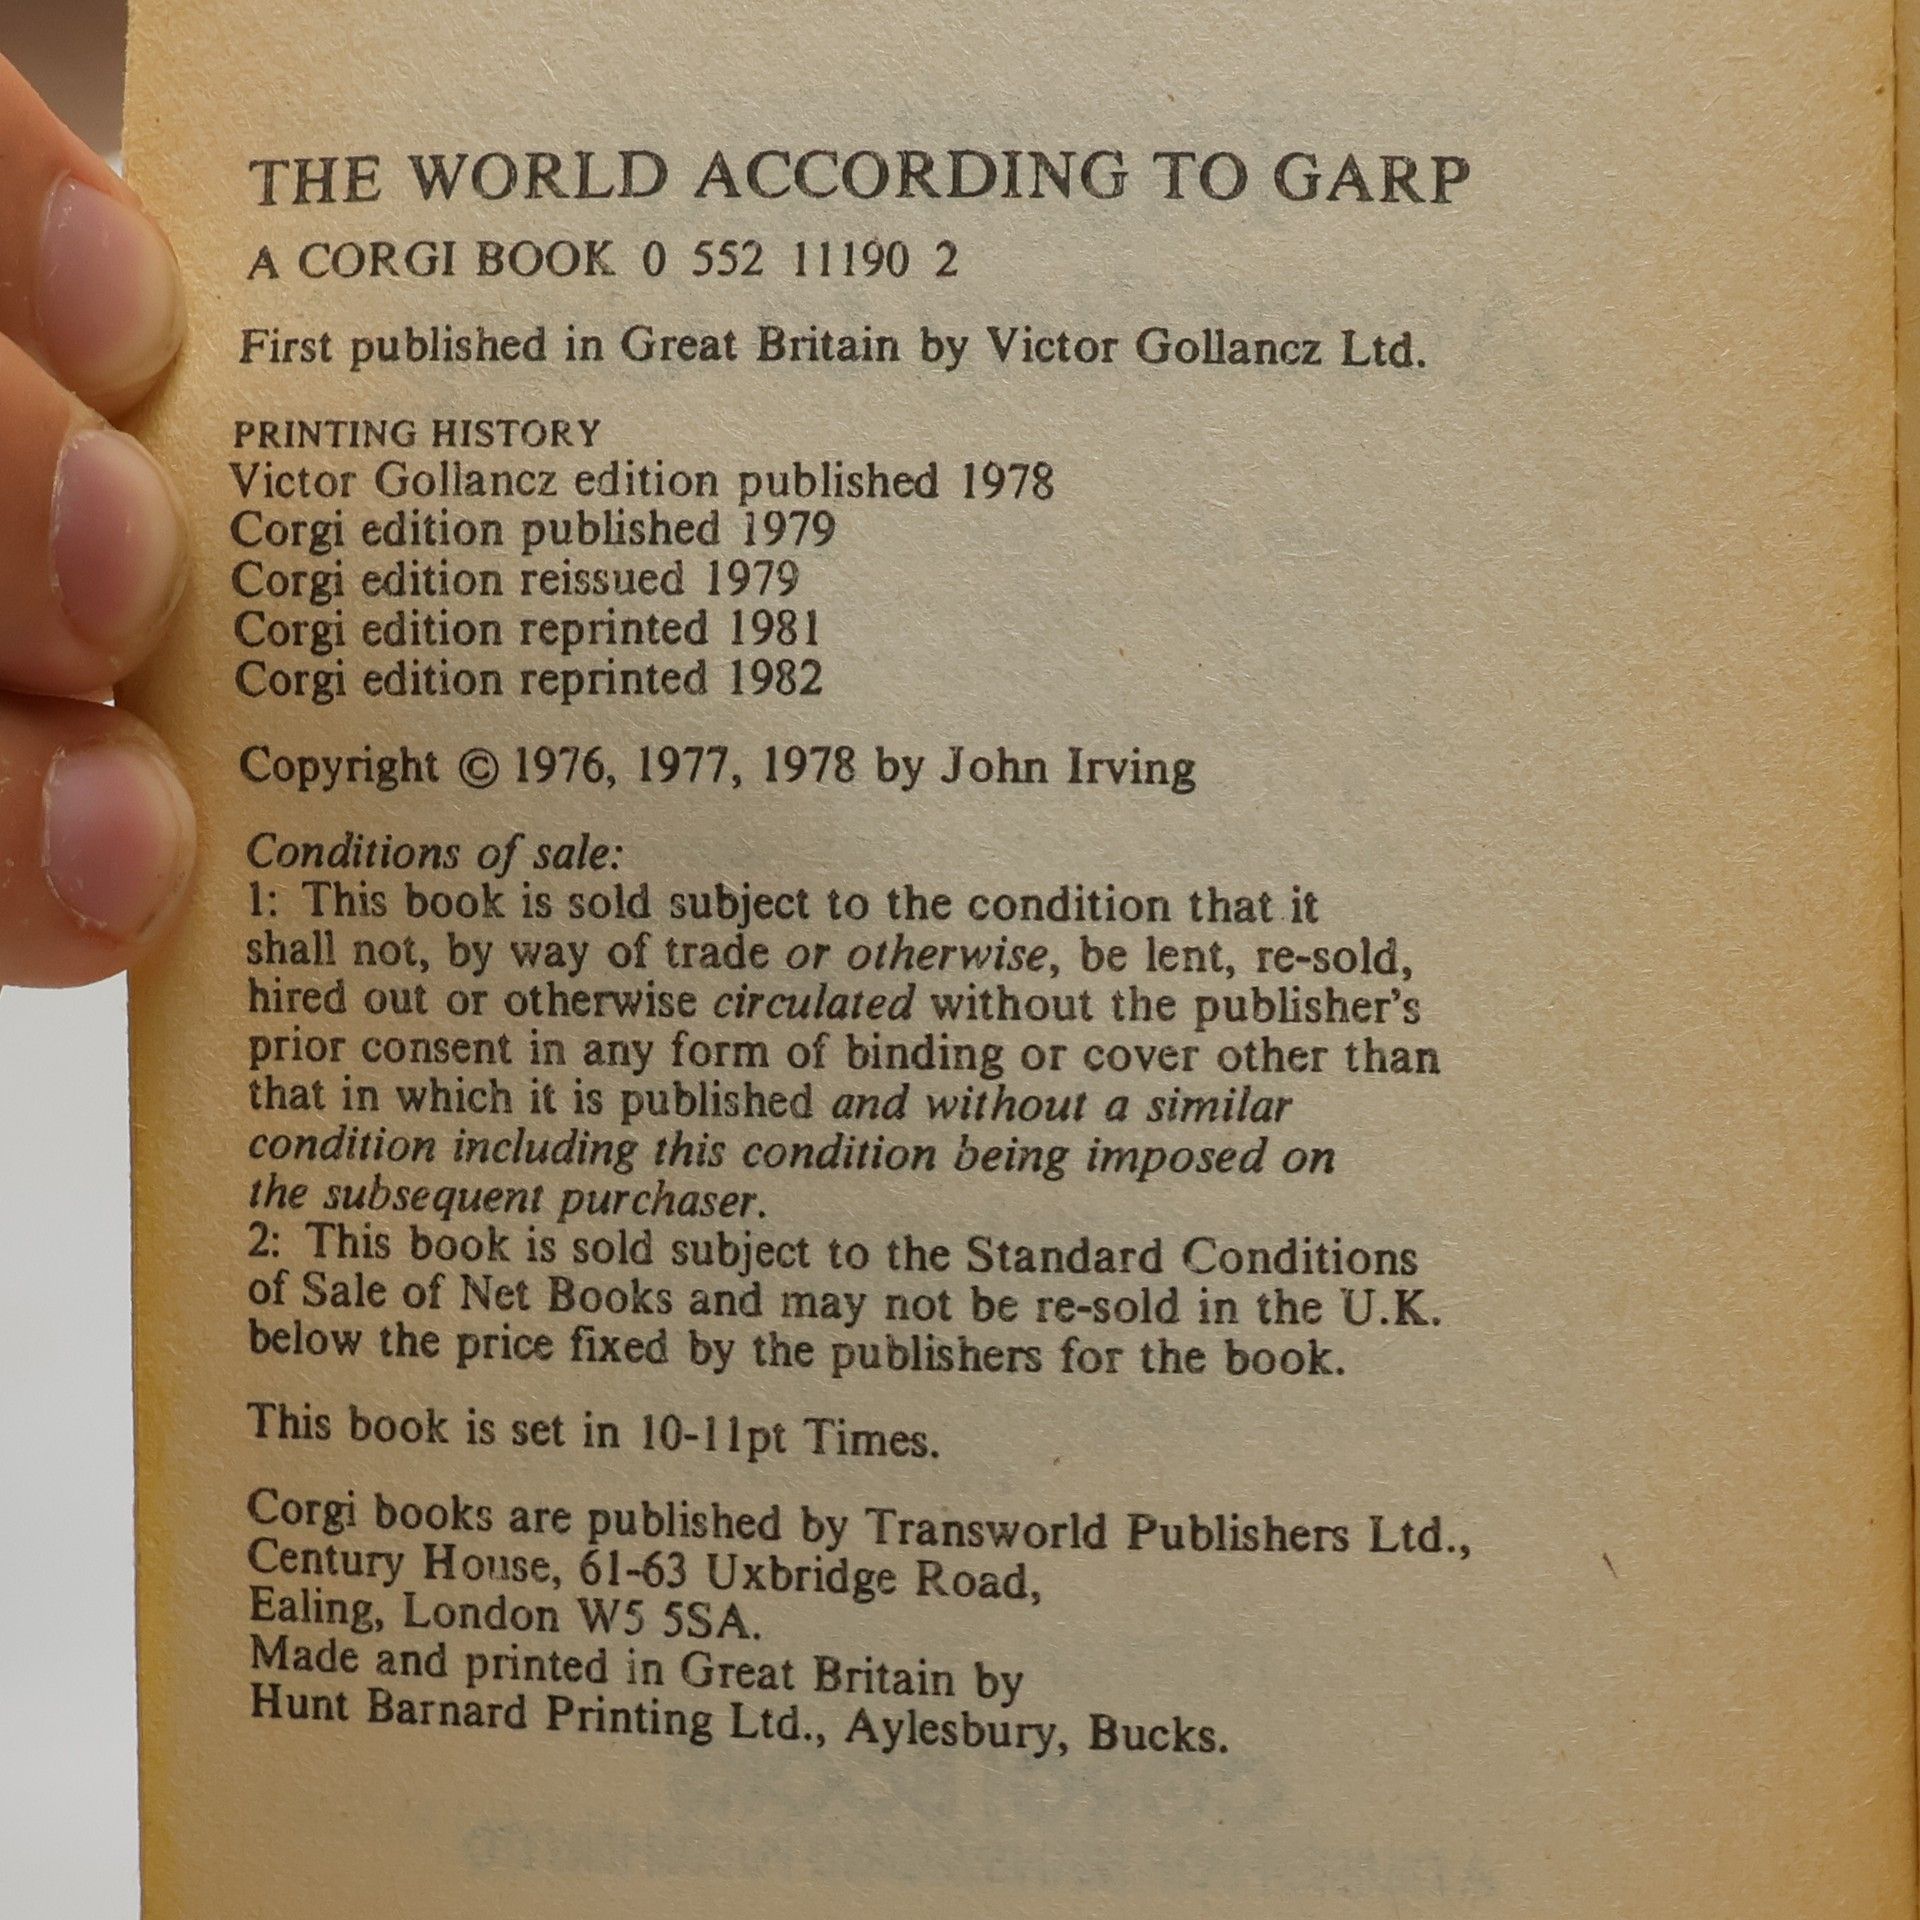 THE WORLD ACCORDING TO GARP
A CORGI BOOK 0 552 11190 2
First published in Great Britain by Victor Gollancz Ltd.
PRINTING HISTORY
Victor Gollancz edition published 1978
Corgi edition published 1979
Corgi edition reissued 1979
Corgi edition reprinted 1981
Corgi edition reprinted 1982
Copyright © 1976, 1977, 1978 by John Irving
Conditions of sale:
1: This book is sold subject to the condition that it
shall not, by way of trade or otherwise, be lent, re-sold,
hired out or otherwise circulated without the publisher's
prior consent in any form of binding or cover other than
that in which it is published and without a similar
condition including this condition being imposed on
the subsequent purchaser.
2: This book is sold subject to the Standard Conditions
of Sale of Net Books and may not be re-sold in the U.K.
below the price fixed by the publishers for the book.
This book is set in 10-11pt Times.
Corgi books are published by Transworld Publishers Ltd.,
Century House, 61-63 Uxbridge Road,
Ealing, London W5 5SA.
Made and printed in Great Britain by
Hunt Barnard Printing Ltd., Aylesbury, Bucks.